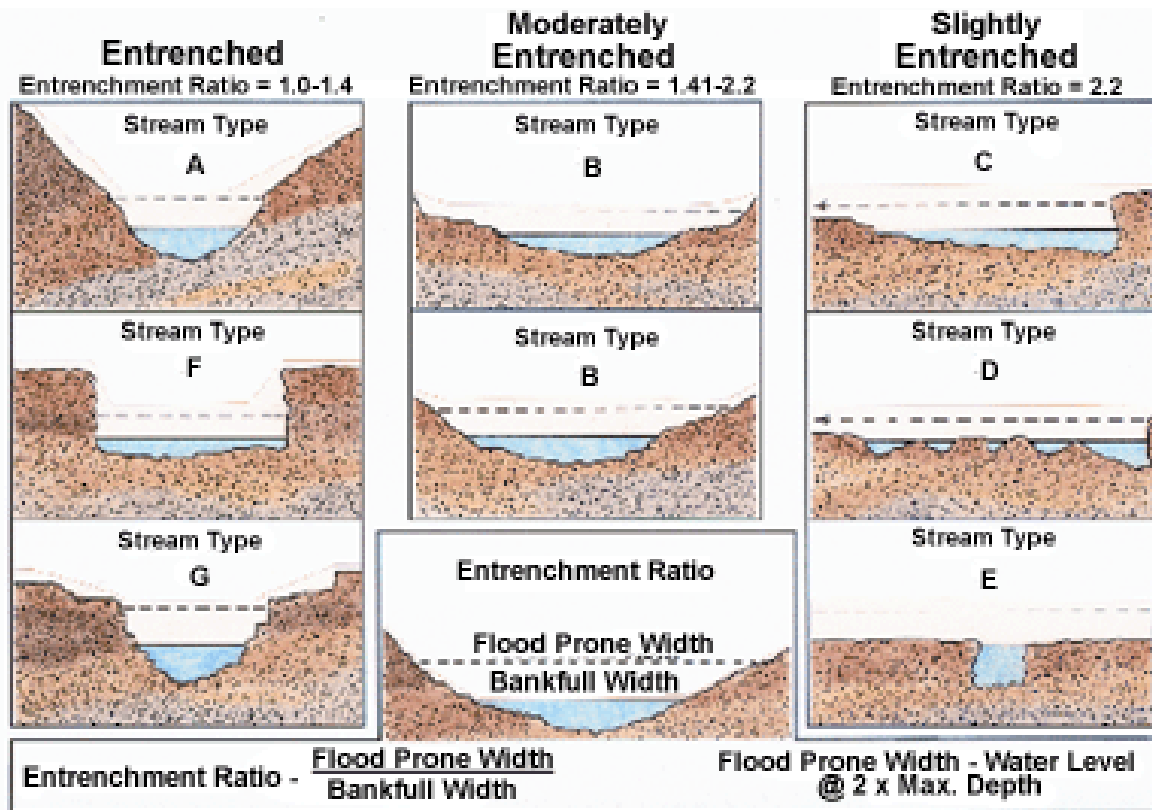 Entrenched
Entrenchment Ratio = 1.0-1.4
Stream Type
A
Stream Type
F
Stream Type
G
Moderately
Entrenched
Entrenchment Ratio = 1.41-2.2
Stream Type
B
Stream Type
B
Slightly
Entrenched
Entrenchment Ratio = 2.2
Stream Type
C
Stream Type
D
Stream Type
E
Entrenchment Ratio
Flood Prone Width
Bankfull Width
Entrenchment Ratio - Flood Prone Width
Bankfull Width
Flood Prone Width - Water Level
@ 2 x Max. Depth